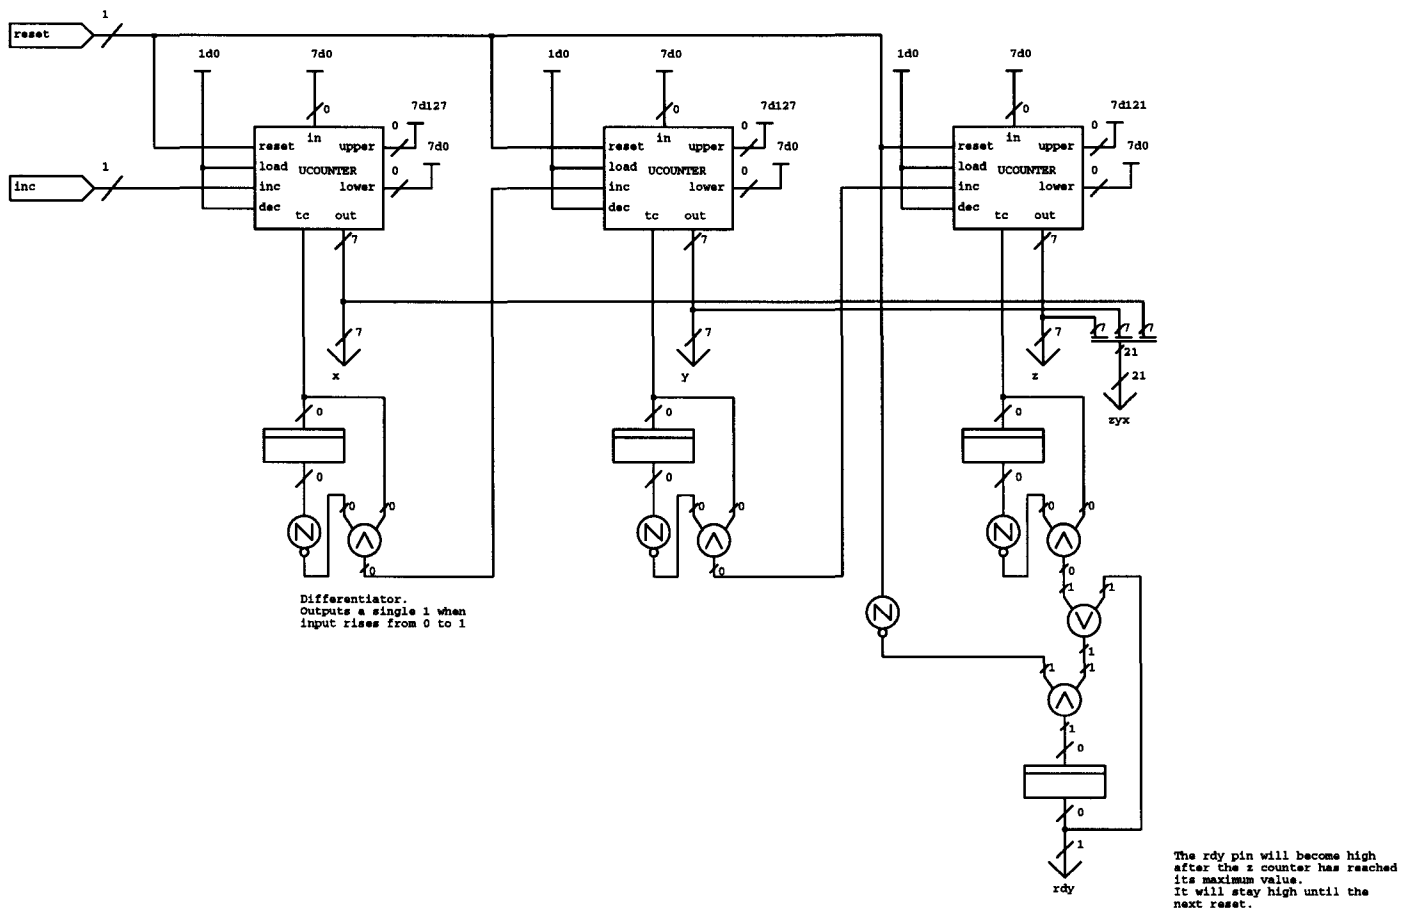 1
reset
1d0 7d0 1d0 7d0 1d0 7d0
0 7d127 0 7d127 0 7d121
0 0 0
in in in
reset upper 7d0 reset upper 7d0 reset upper 7d0
1
load UCOUNTER 0 load UCOUNTER 0 load UCOUNTER 0
inc inc lower inc lower inc lower
dec dec dec
tc out tc out tc out
7 7 7
7 7 7 7 7 7
21
x y z 21
zyx
0 0 0
0 0 0
N 0 0 N 0 0 N 0 0
Λ Λ Λ
0 0 0
1 1
Differentiator.
Outputs a single 1 when
input rises from 0 to 1
N V
1
1 1
Λ
1
0
0
1
rdy
The rdy pin will become high
after the z counter has reached
its maximum value.
It will stay high until the
next reset.